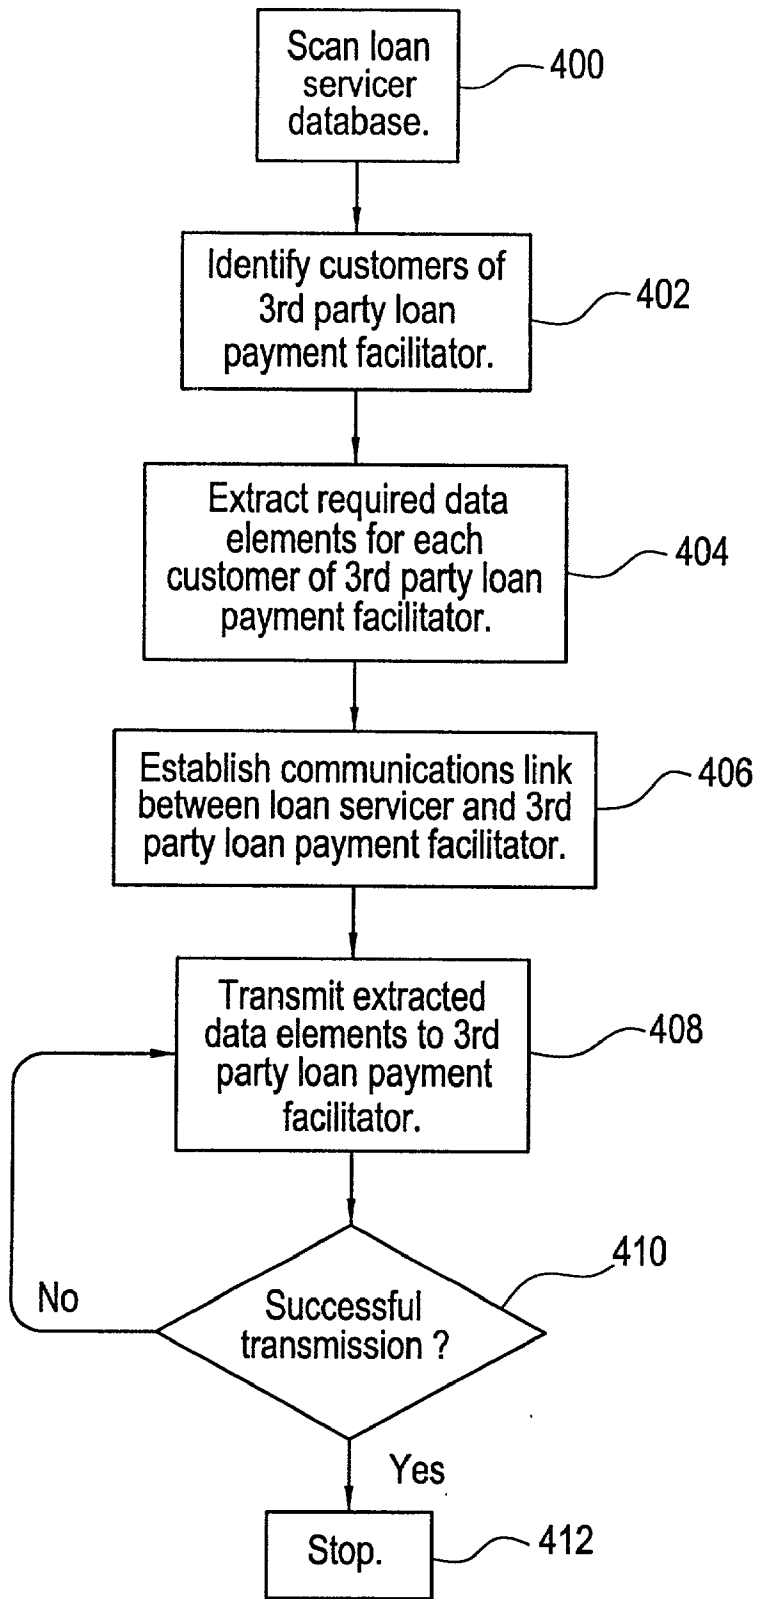 Scan loan
servicer
database.
400
Identify customers of
3rd party loan
payment facilitator.
402
Extract required data
elements for each
customer of 3rd party loan
payment facilitator.
404
Establish communications link
between loan servicer and 3rd
party loan payment facilitator.
406
Transmit extracted
data elements to 3rd
party loan payment
facilitator.
408
Successful
transmission ?
410
No
Yes
Stop.
412